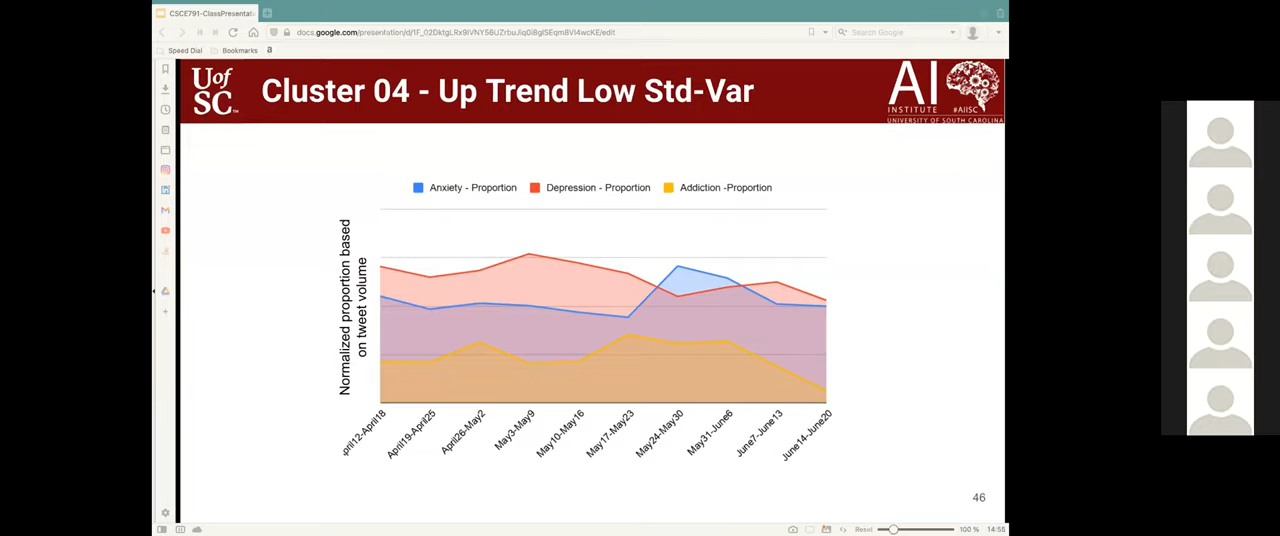 CSCE791-ClassPresentat
docs.google.com/presentation/d/
/edit
Search Google
Speed Dial
Bookmarks
a
UofSC
Cluster 04 - Up Trend Low Std-Var
AI
INSTITUTE #AIISC
UNIVERSITY OF SOUTH CAROLINA
Anxiety - Proportion
Depression - Proportion
Addiction -Proportion
Normalized proportion based
on tweet volume
pril12-April18
April19-April25
April26-May2
May3-May9
May10-May16
May17-May23
May24-May30
May31-June6
June7-June13
June14-June20
46
Reset
100 %
14:55